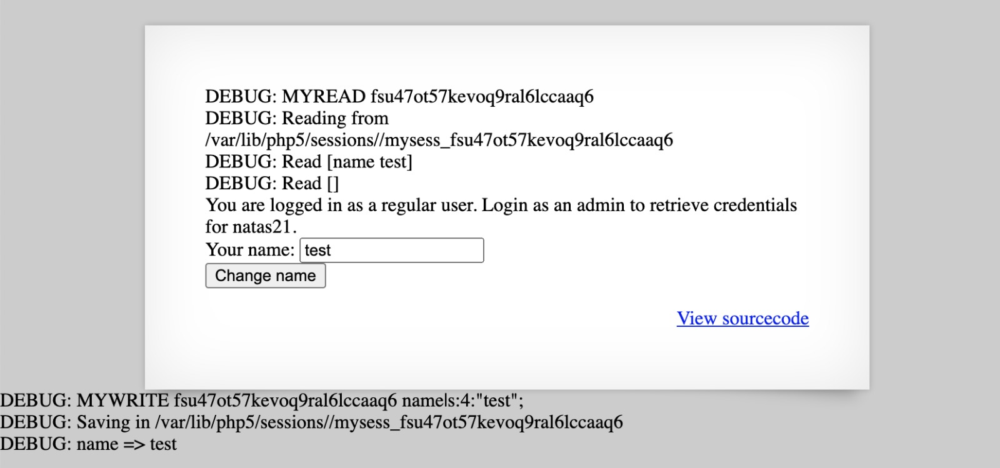 DEBUG: MYREAD fsu47ot57kevoq9ral6lccaaq6
DEBUG: Reading from
/var/lib/php5/sessions//mysess_fsu47ot57kevoq9ral6lccaaq6
DEBUG: Read [name test]
DEBUG: Read []
You are logged in as a regular user. Login as an admin to retrieve credentials
for natas21.
Your name: test
Change name
View sourcecode
DEBUG: MYWRITE fsu47ot57kevoq9ral6lccaaq6 name|s:4:"test";
DEBUG: Saving in /var/lib/php5/sessions//mysess_fsu47ot57kevoq9ral6lccaaq6
DEBUG: name => test